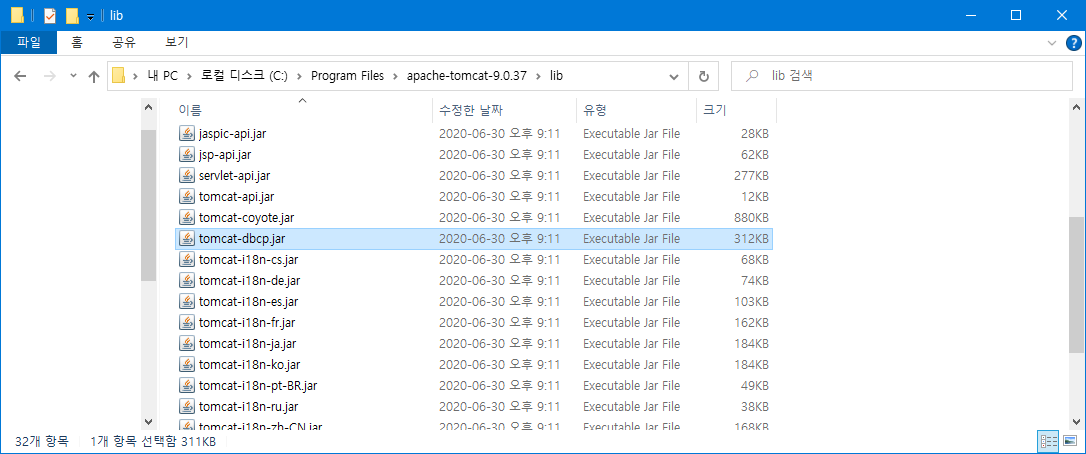 lib
파일 홈 공유 보기
내 PC > 로컬 디스크 (C:) > Program Files > apache-tomcat-9.0.37 > lib
lib 검색
이름 수정한 날짜 유형 크기
jaspic-api.jar 2020-06-30 오후 9:11 Executable Jar File 28KB
jsp-api.jar 2020-06-30 오후 9:11 Executable Jar File 62KB
servlet-api.jar 2020-06-30 오후 9:11 Executable Jar File 277KB
tomcat-api.jar 2020-06-30 오후 9:11 Executable Jar File 12KB
tomcat-coyote.jar 2020-06-30 오후 9:11 Executable Jar File 880KB
tomcat-dbcp.jar 2020-06-30 오후 9:11 Executable Jar File 312KB
tomcat-i18n-cs.jar 2020-06-30 오후 9:11 Executable Jar File 68KB
tomcat-i18n-de.jar 2020-06-30 오후 9:11 Executable Jar File 74KB
tomcat-i18n-es.jar 2020-06-30 오후 9:11 Executable Jar File 103KB
tomcat-i18n-fr.jar 2020-06-30 오후 9:11 Executable Jar File 162KB
tomcat-i18n-ja.jar 2020-06-30 오후 9:11 Executable Jar File 184KB
tomcat-i18n-ko.jar 2020-06-30 오후 9:11 Executable Jar File 184KB
tomcat-i18n-pt-BR.jar 2020-06-30 오후 9:11 Executable Jar File 49KB
tomcat-i18n-ru.jar 2020-06-30 오후 9:11 Executable Jar File 38KB
tomcat-i18n-zh-CN.jar 2020-06-30 오후 9:11 Executable Jar File 168KB
32개 항목 1개 항목 선택함 311KB